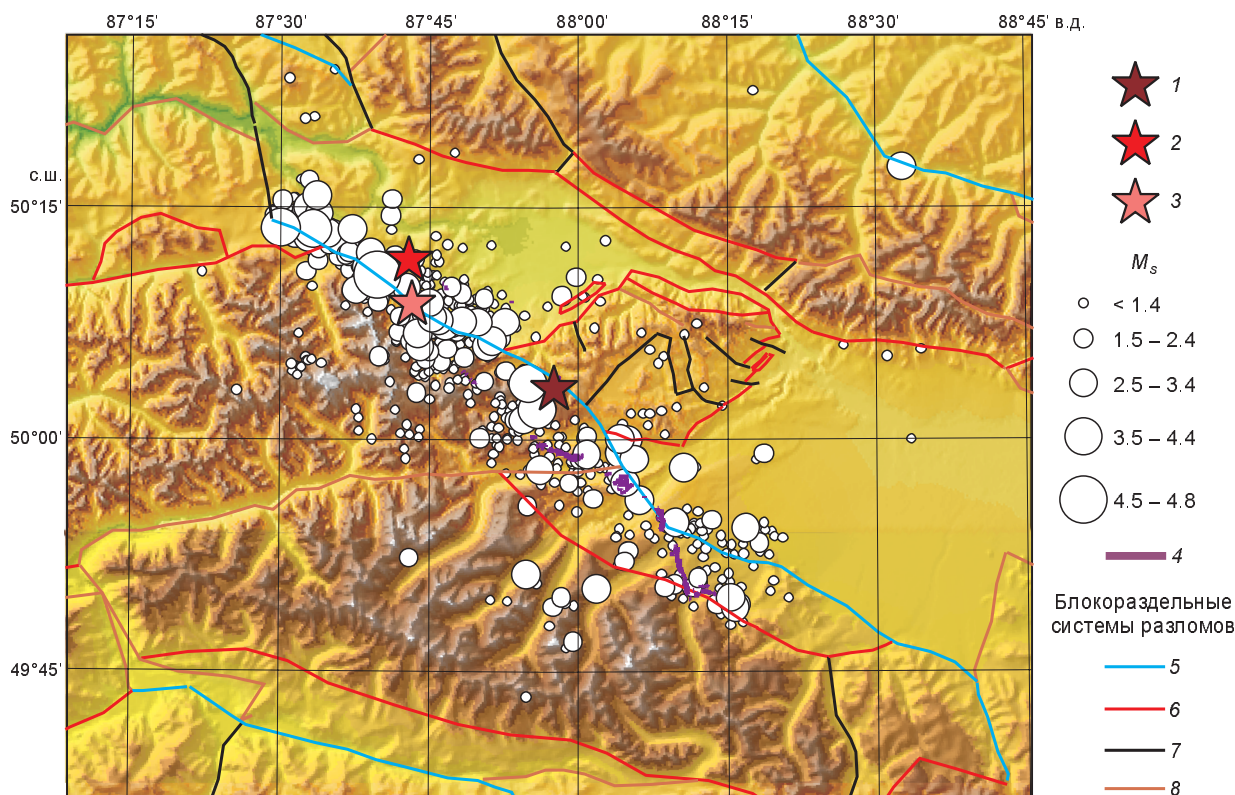 87°15' 87°30' 87°45' 88°00' 88°15' 88°30' 88°45' в.д.
с.ш.
50°15'
50°00'
49°45'
1
2
3
Ms
< 1.4
1.5 – 2.4
2.5 – 3.4
3.5 – 4.4
4.5 – 4.8
4
Блокораздельные
системы разломов
5
6
7
8